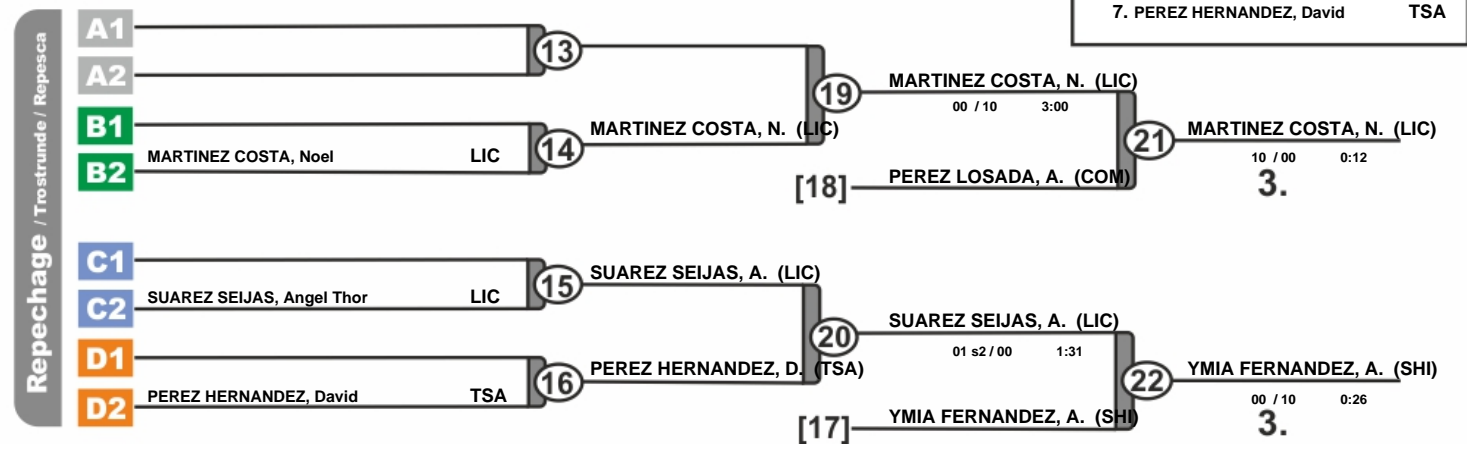 7. PEREZ HERNANDEZ, David TSA
Repechage / Trostrunde / Repesca
A1
13
A2
19
MARTINEZ COSTA, N. (LIC)
00 / 10 3:00
B1
MARTINEZ COSTA, N. (LIC)
21
MARTINEZ COSTA, N. (LIC)
MARTINEZ COSTA, Noel LIC
14
10 / 00 0:12
B2
[18]
PEREZ LOSADA, A. (COM)
3.
C1
15
SUAREZ SEIJAS, A. (LIC)
SUAREZ SEIJAS, Angel Thor LIC
C2
20
SUAREZ SEIJAS, A. (LIC)
01 s2 / 00 1:31
D1
16
PEREZ HERNANDEZ, D. (TSA)
22
YMIA FERNANDEZ, A. (SHI)
PEREZ HERNANDEZ, David TSA
00 / 10 0:26
D2
[17]
YMIA FERNANDEZ, A. (SHI)
3.